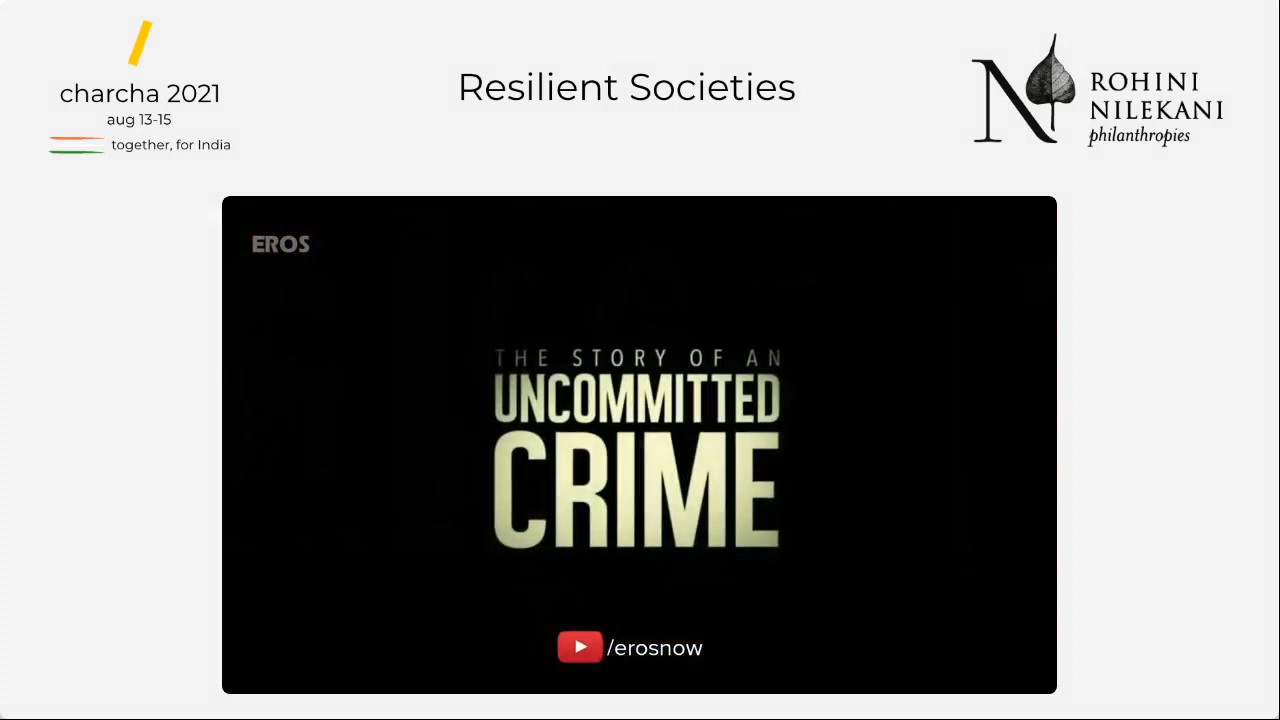 charcha 2021
aug 13-15
together, for India
Resilient Societies
N ROHINI
NILEKANI
philanthropies
EROS
THE STORY OF AN
UNCOMMITTED
CRIME
/erosnow